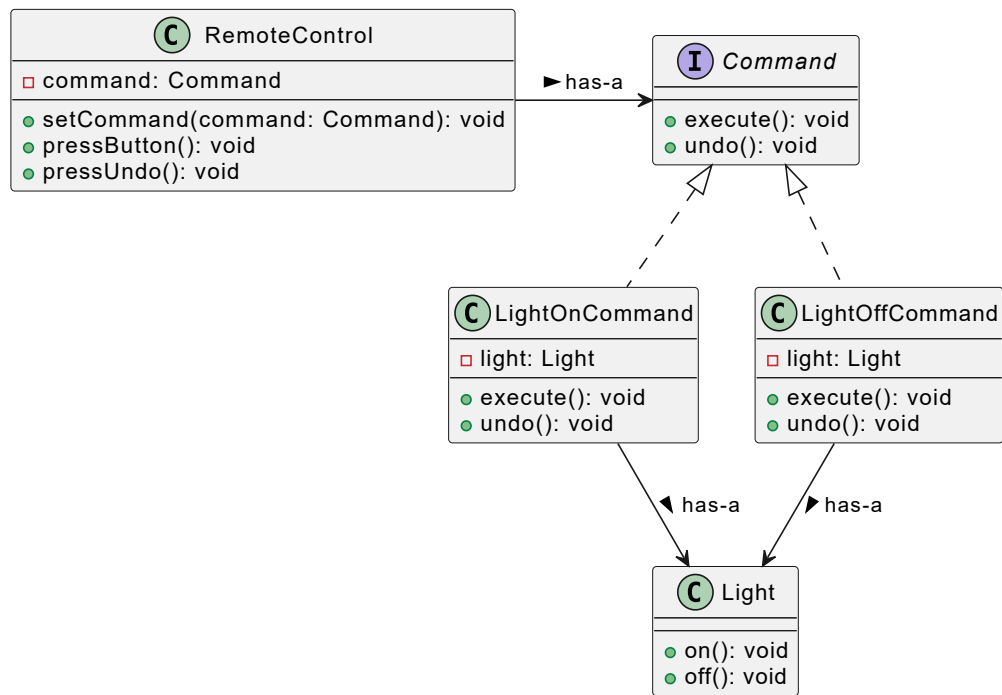 C RemoteControl
command: Command
setCommand(command: Command): void
pressButton(): void
pressUndo(): void
has-a
I Command
execute(): void
undo(): void
C LightOnCommand
light: Light
execute(): void
undo(): void
C LightOffCommand
light: Light
execute(): void
undo(): void
has-a
has-a
C Light
on(): void
off(): void